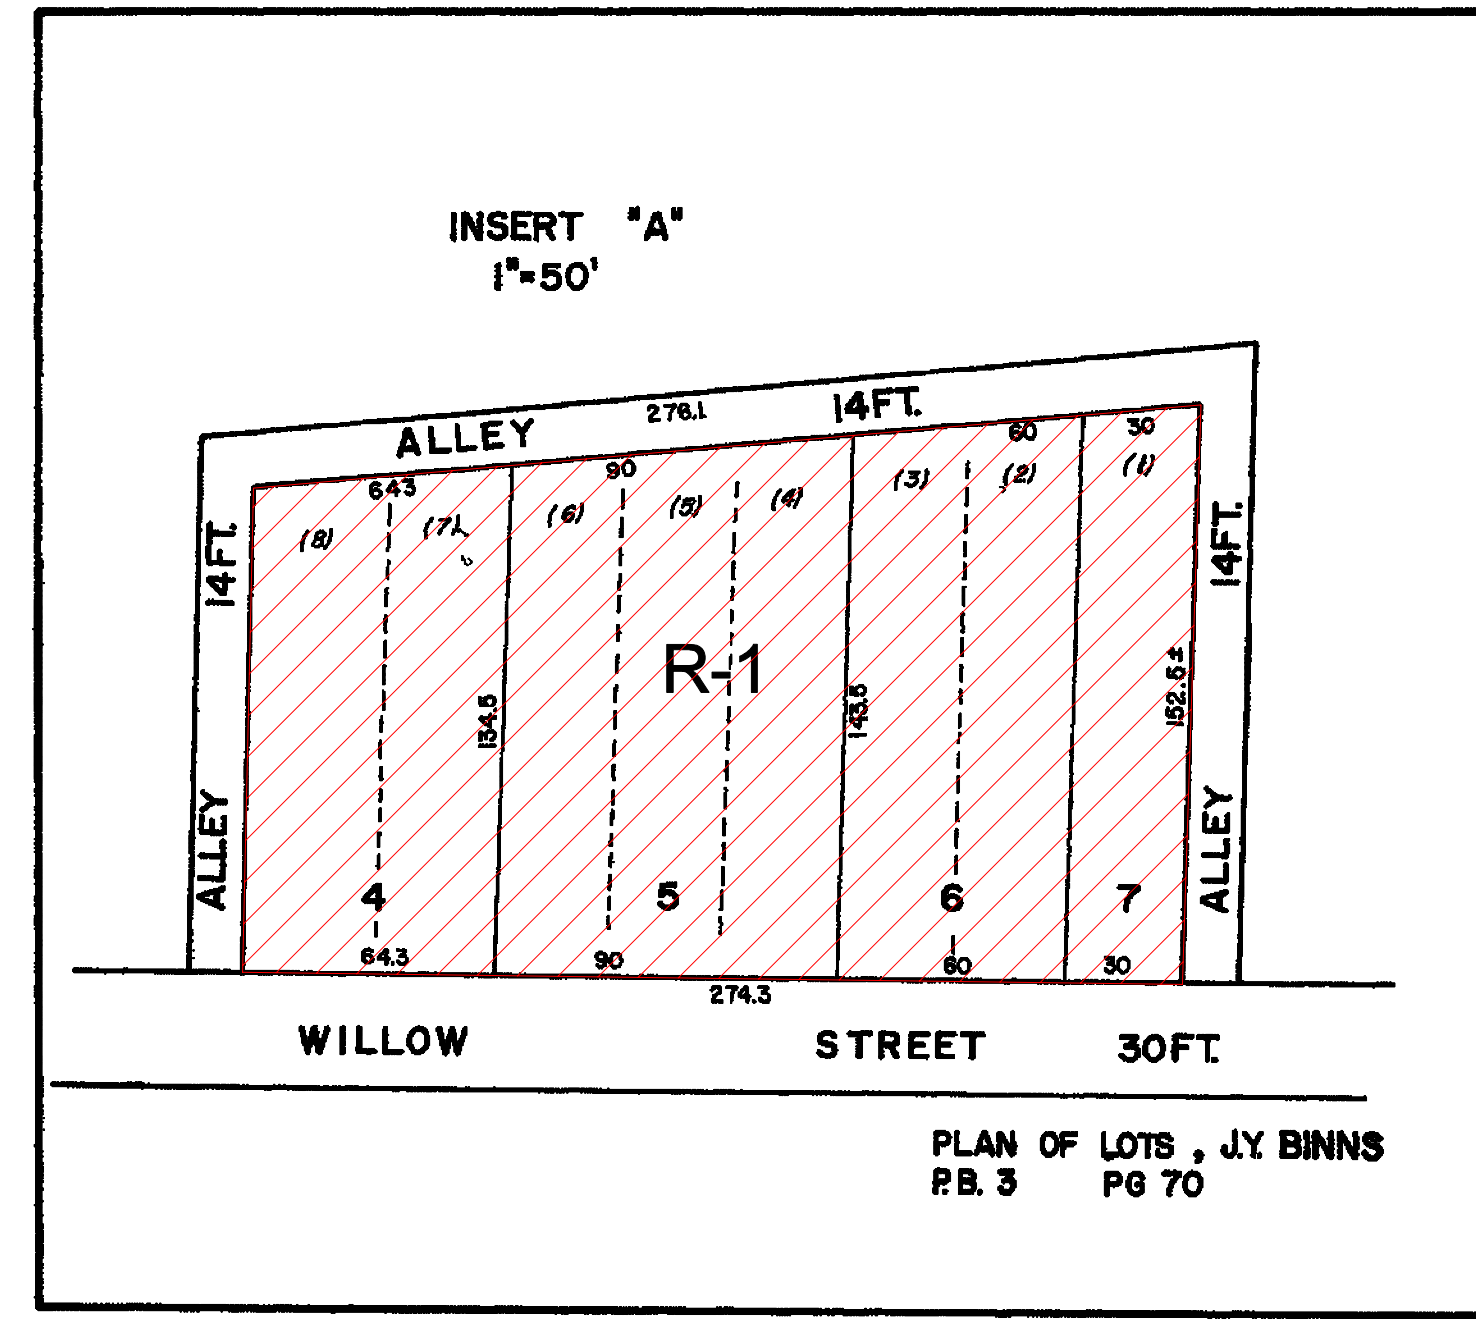 INSERT "A"
1"=50'
276.1 14FT.
ALLEY
60 30
643 90
(8) (7) (6) (5) (4) (3) (2) (1)
14FT. 14FT.
R-1
134.5 143.5 152.5±
ALLEY ALLEY
4 5 6 7
64.3 90 60 30
274.3
WILLOW STREET 30FT.
PLAN OF LOTS , J.Y. BINNS
P.B. 3 PG 70